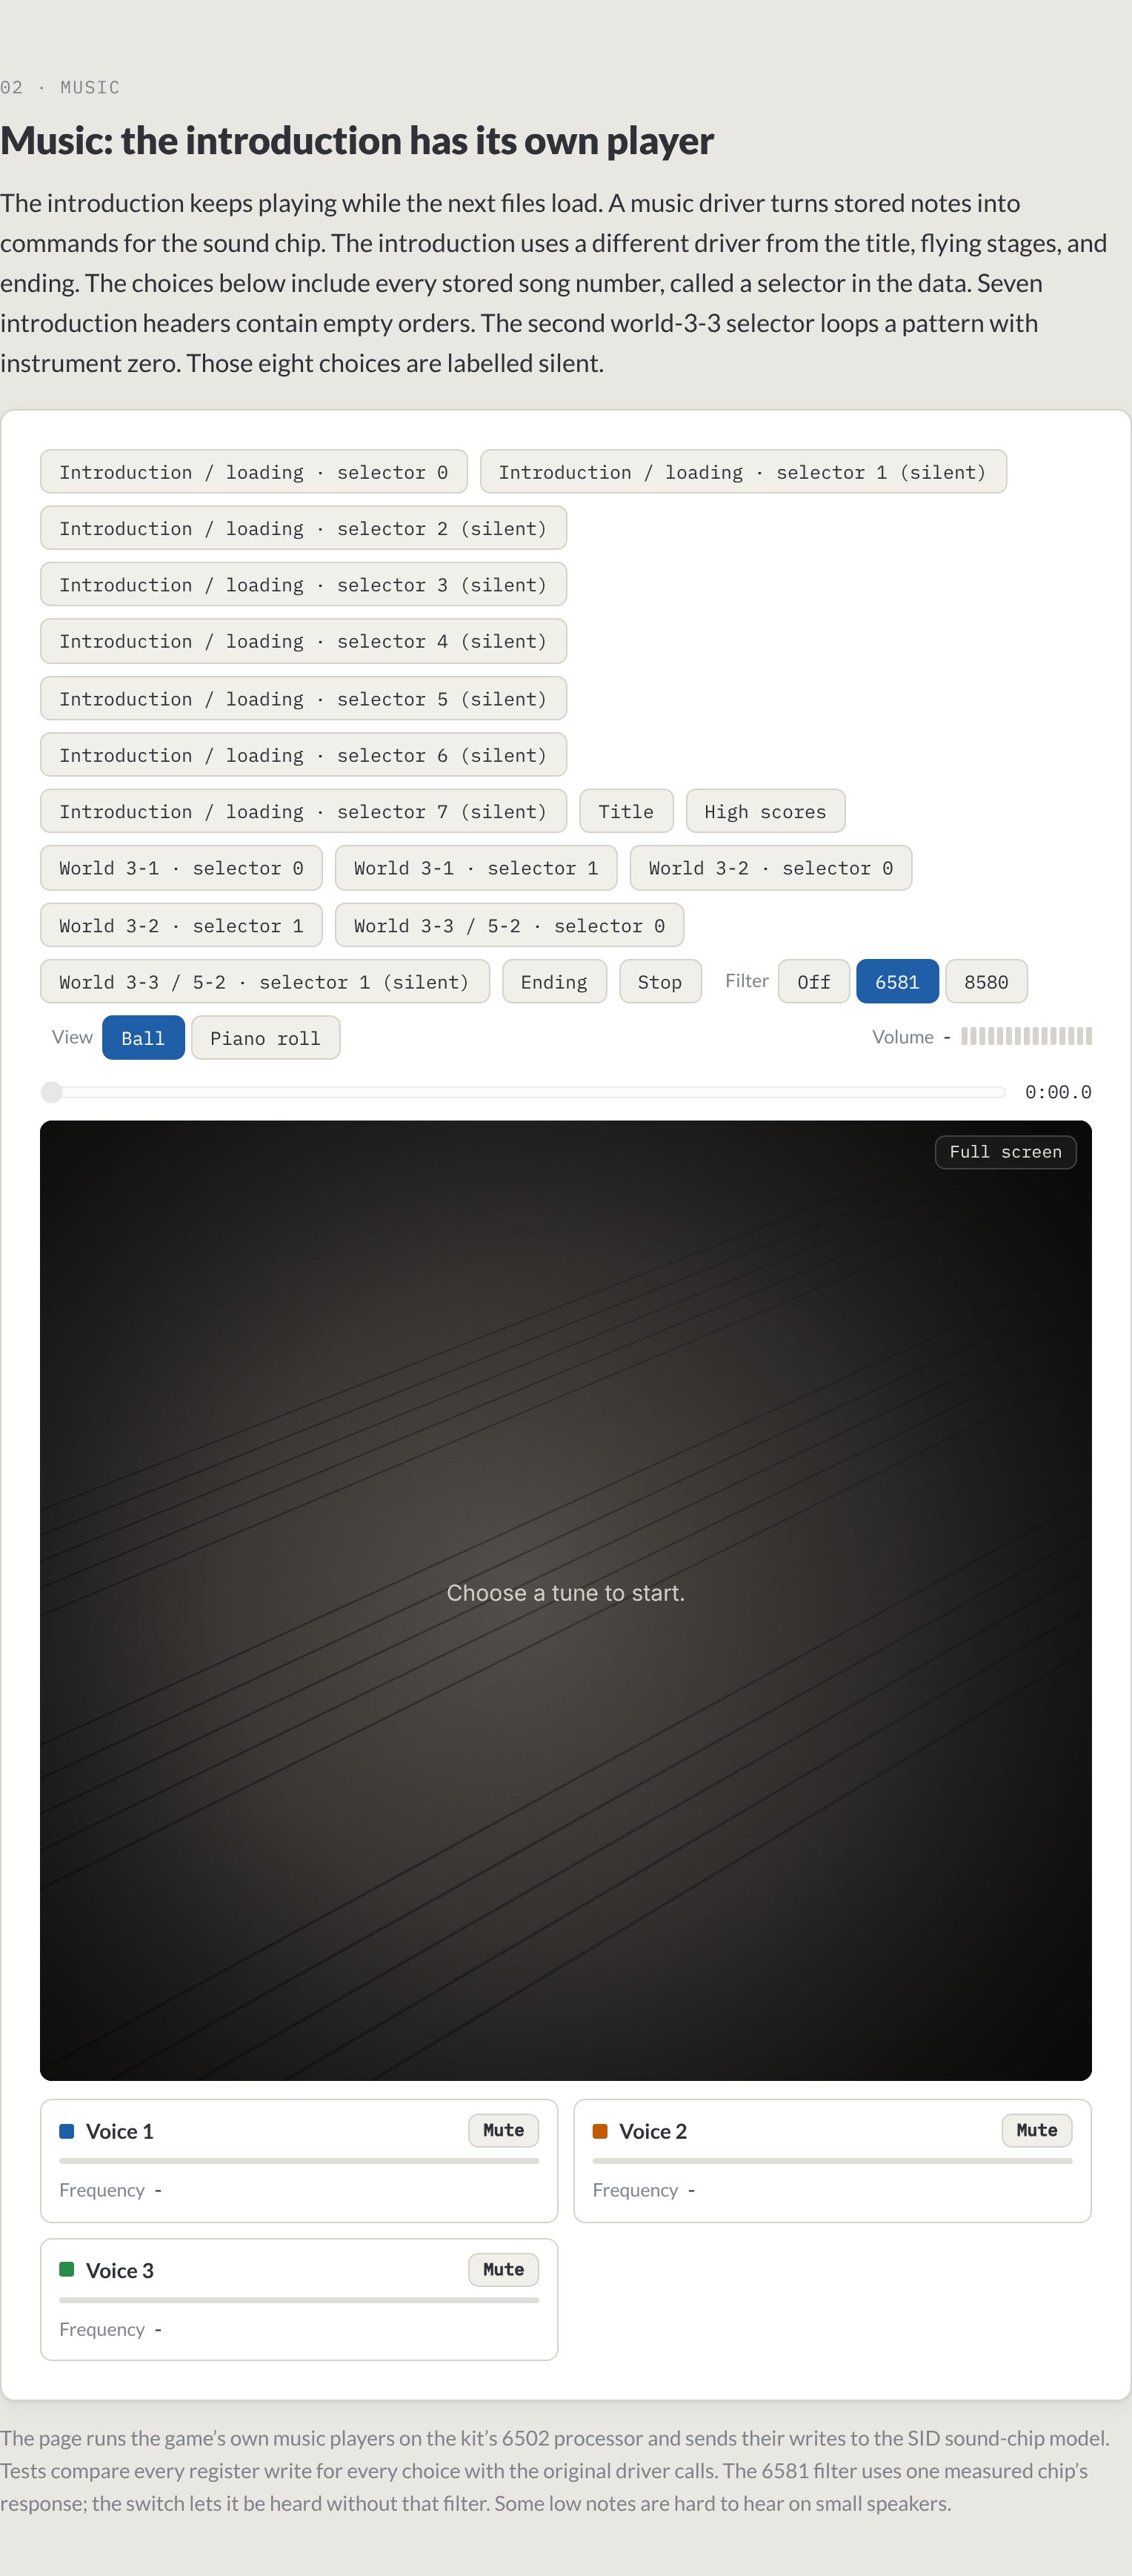 02 · MUSIC
Music: the introduction has its own player
The introduction keeps playing while the next files load. A music driver turns stored notes into
commands for the sound chip. The introduction uses a different driver from the title, flying stages, and
ending. The choices below include every stored song number, called a selector in the data. Seven
introduction headers contain empty orders. The second world-3-3 selector loops a pattern with
instrument zero. Those eight choices are labelled silent.
Introduction / loading · selector 0 Introduction / loading · selector 1 (silent)
Introduction / loading · selector 2 (silent)
Introduction / loading · selector 3 (silent)
Introduction / loading · selector 4 (silent)
Introduction / loading · selector 5 (silent)
Introduction / loading · selector 6 (silent)
Introduction / loading · selector 7 (silent) Title High scores
World 3-1 · selector 0 World 3-1 · selector 1 World 3-2 · selector 0
World 3-2 · selector 1 World 3-3 / 5-2 · selector 0
World 3-3 / 5-2 · selector 1 (silent) Ending Stop Filter Off 6581 8580
View Ball Piano roll Volume -
0:00.0
Full screen
Choose a tune to start.
Voice 1 Mute Voice 2 Mute
Frequency - Frequency -
Voice 3 Mute
Frequency -
The page runs the game’s own music players on the kit’s 6502 processor and sends their writes to the SID sound-chip model.
Tests compare every register write for every choice with the original driver calls. The 6581 filter uses one measured chip’s
response; the switch lets it be heard without that filter. Some low notes are hard to hear on small speakers.